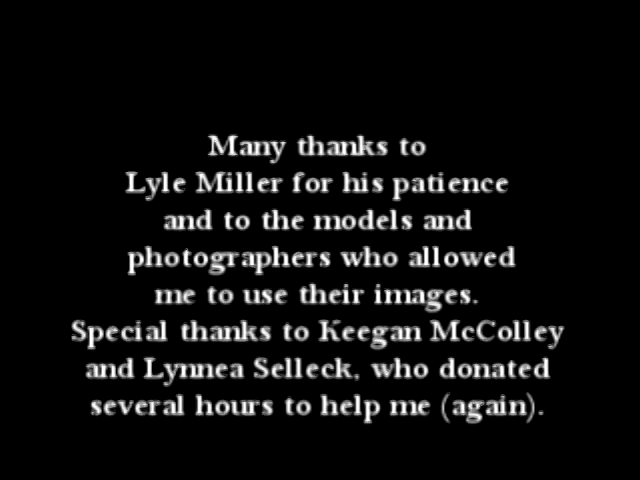 Many thanks to
Lyle Miller for his patience
and to the models and
photographers who allowed
me to use their images.
Special thanks to Keegan McColley
and Lynnea Selleck, who donated
several hours to help me (again).